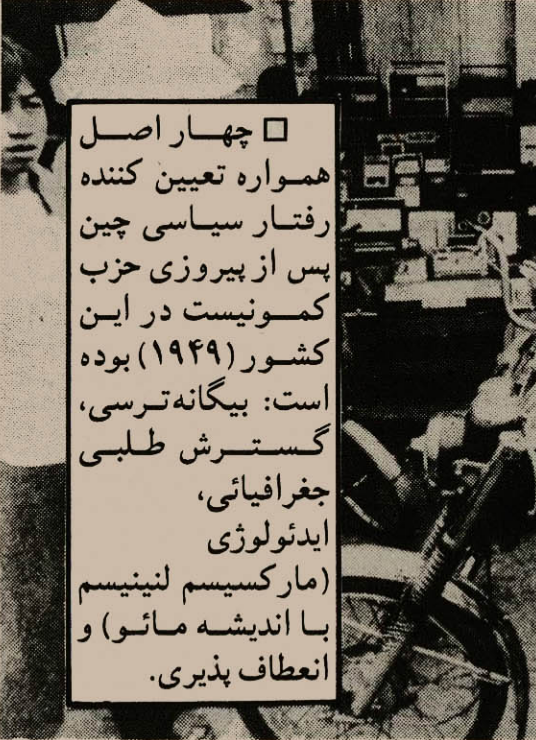 □ چهار اصل
همواره تعیین کننده
رفتار سیاسی چین
پس از پیروزی حزب
کمونیست در این
کشور (۱۹۴۹) بوده
است: بیگانه‌ترسی،
گسترش طلبی
جغرافیائی،
ایدئولوژی
(مارکسیسم لنینیسم
با اندیشه مائو) و
انعطاف پذیری.